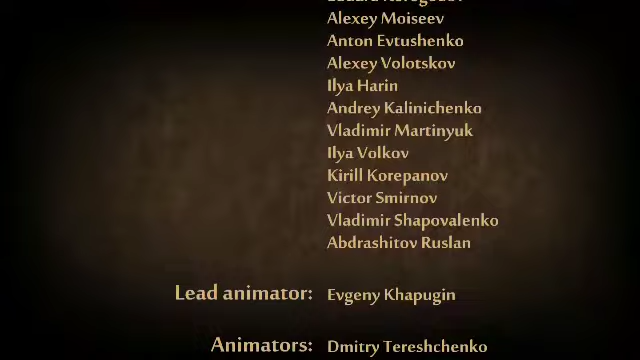 Alexey Moiseev
Anton Evtushenko
Alexey Volotskov
Ilya Harin
Andrey Kalinichenko
Vladimir Martinyuk
Ilya Volkov
Kirill Korepanov
Victor Smirnov
Vladimir Shapovalenko
Abdrashitov Ruslan
Lead animator: Evgeny Khapugin
Animators: Dmitry Tereshchenko